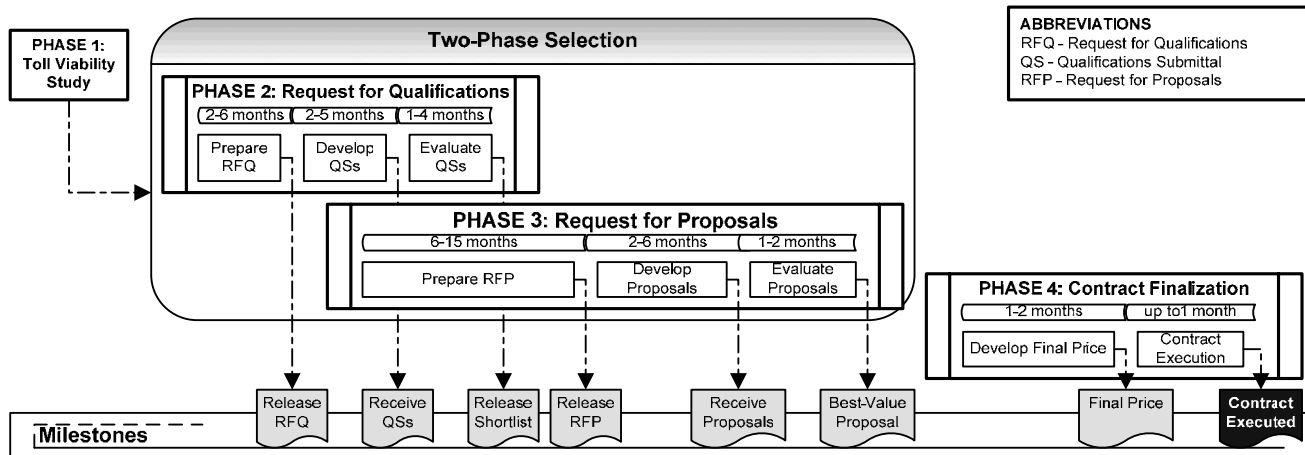 PHASE 1:
Toll Viability
Study
Two-Phase Selection
ABBREVIATIONS
RFQ - Request for Qualifications
QS - Qualifications Submittal
RFP - Request for Proposals
PHASE 2: Request for Qualifications
2-6 months
2-5 months
1-4 months
Prepare
RFQ
Develop
QSs
Evaluate
QSs
PHASE 3: Request for Proposals
6-15 months
2-6 months
1-2 months
Prepare RFP
Develop
Proposals
Evaluate
Proposals
PHASE 4: Contract Finalization
1-2 months
up to1 month
Develop Final Price
Contract
Execution
Milestones
Release
RFQ
Receive
QSs
Release
Shortlist
Release
RFP
Receive
Proposals
Best-Value
Proposal
Final Price
Contract
Executed